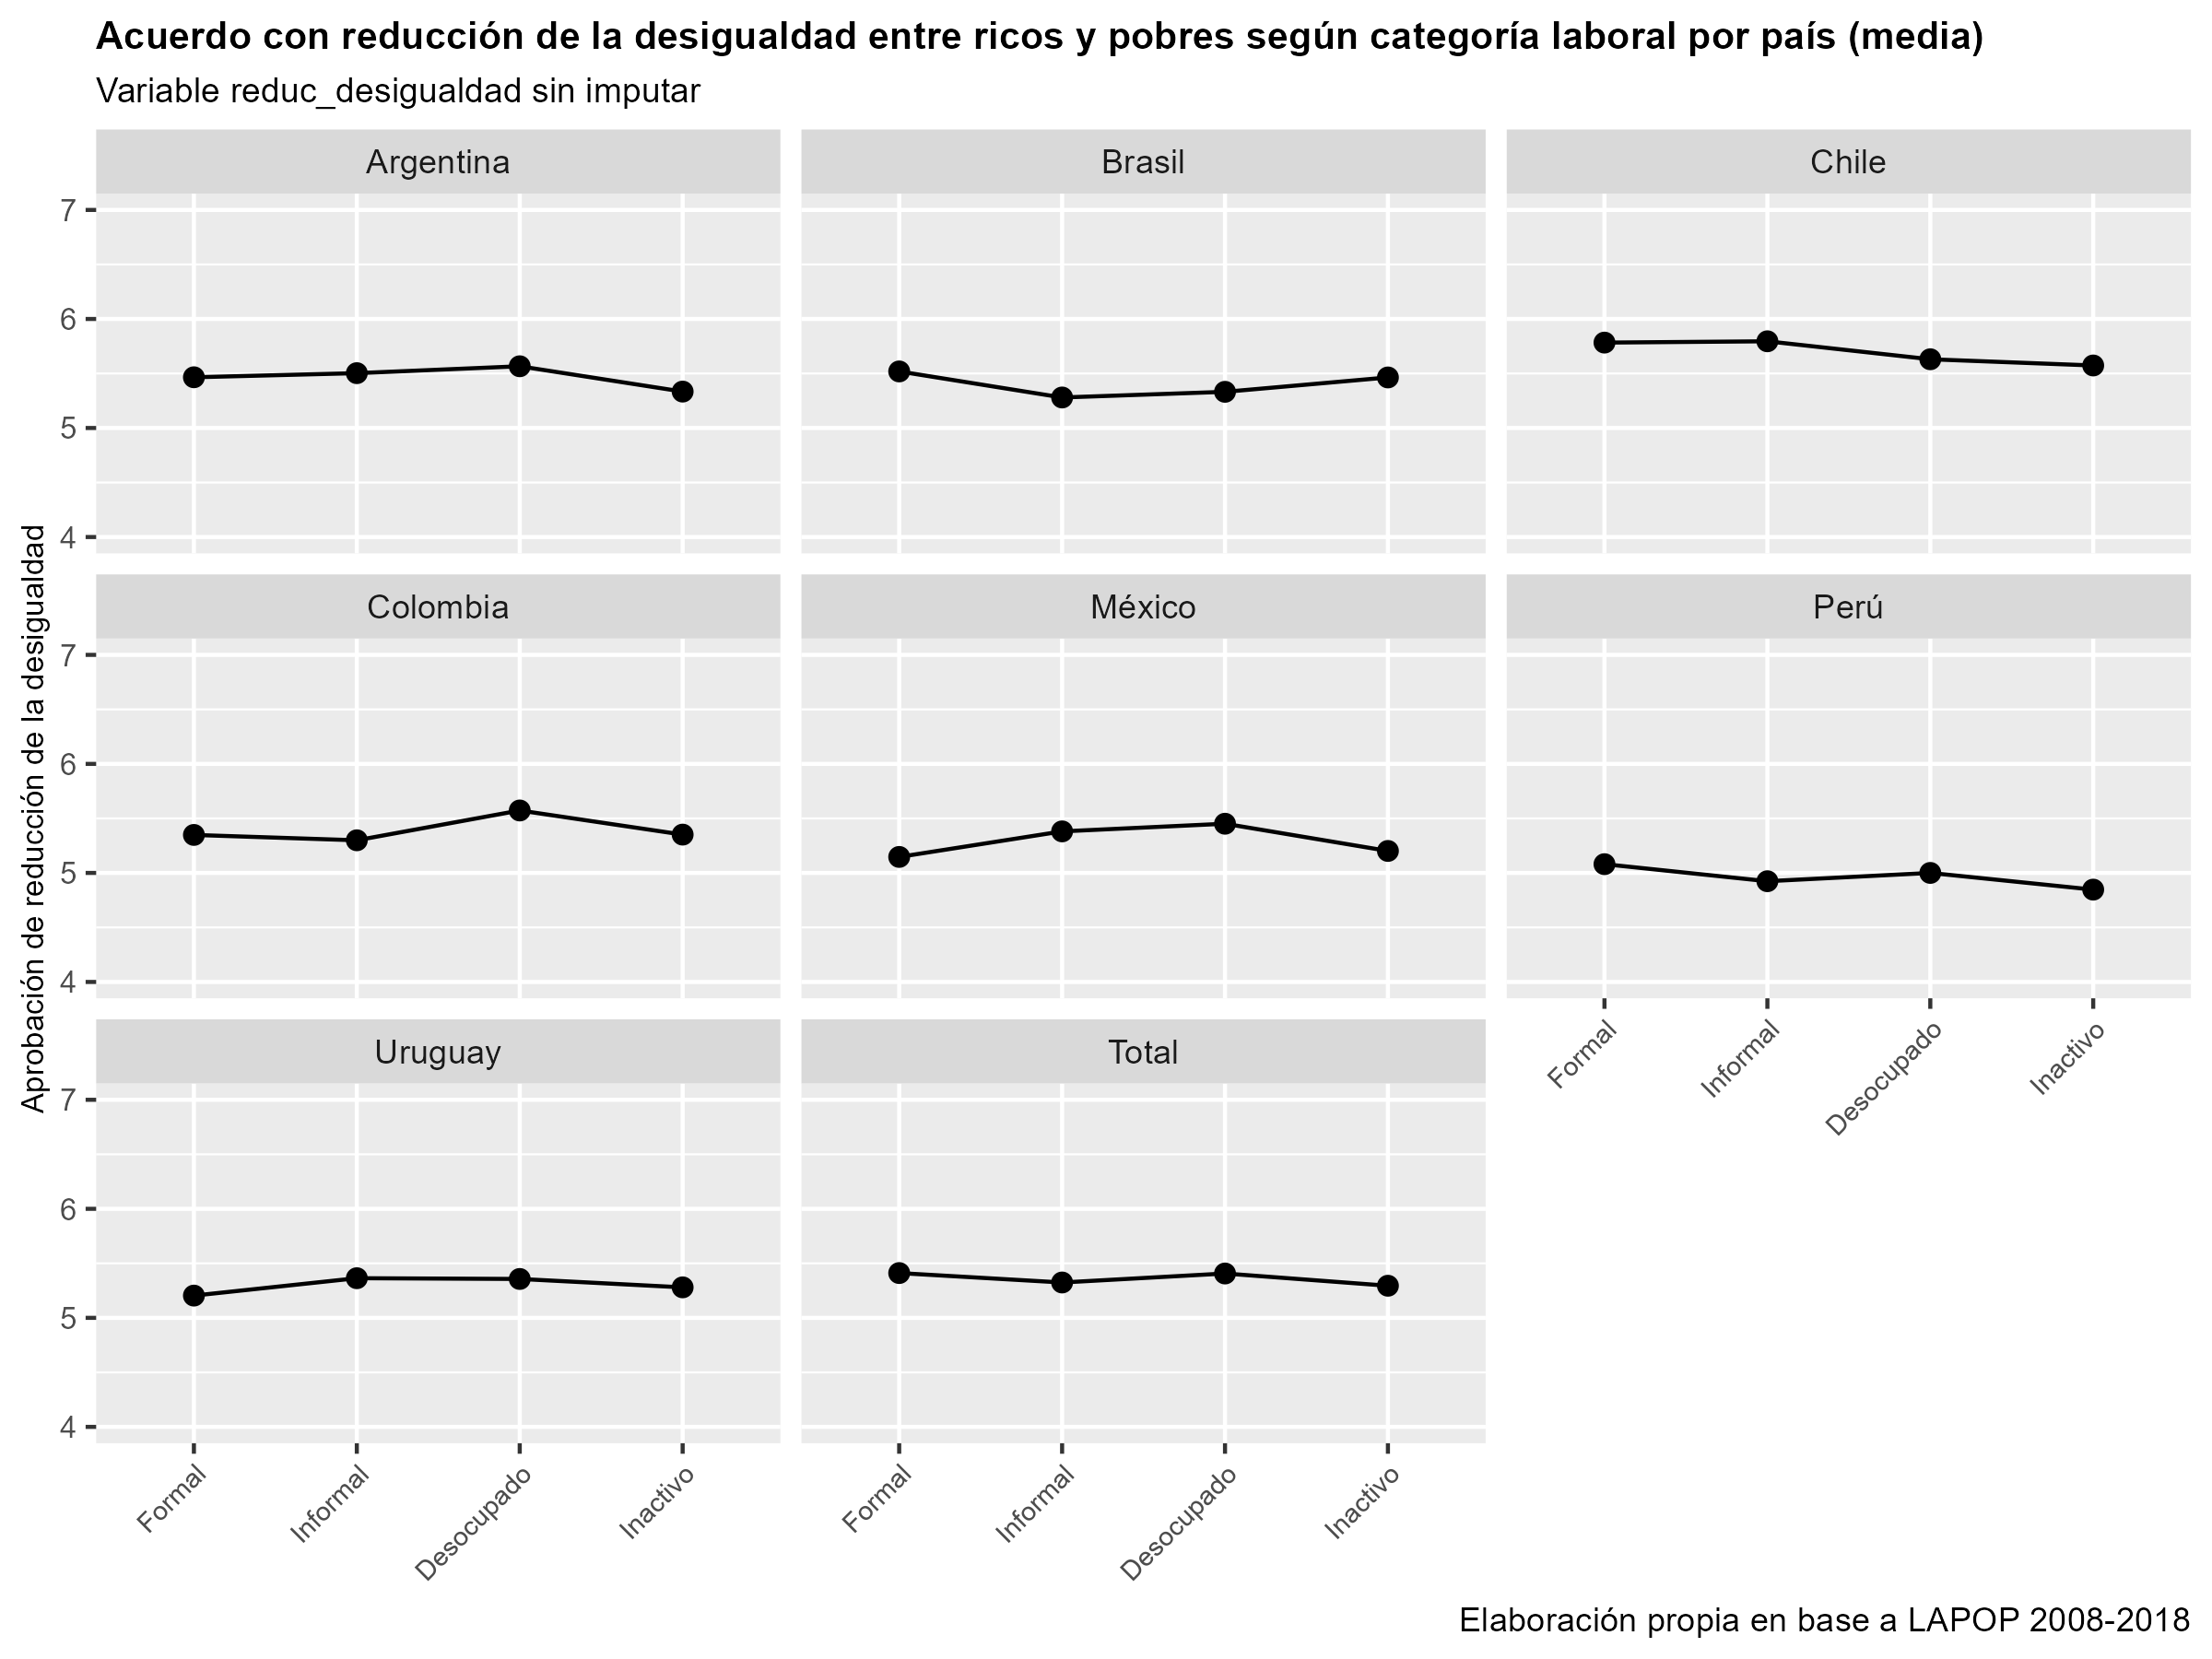 Acuerdo con reducción de la desigualdad entre ricos y pobres según categoría laboral por país (media)
Variable reduc_desigualdad sin imputar
Aprobación de reducción de la desigualdad
Argentina
Brasil
Chile
7
6
5
4
Colombia
México
Perú
7
6
5
4
Formal
Informal
Desocupado
Inactivo
Uruguay
Total
7
6
5
4
Formal
Informal
Desocupado
Inactivo
Formal
Informal
Desocupado
Inactivo
Elaboración propia en base a LAPOP 2008-2018